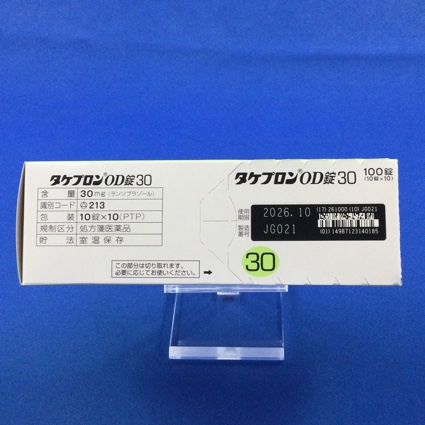 タケプロン®OD錠30
含量 30mg(ランソプラゾール)
識別コード 213
包装 10錠×10(PTP)
規制区分 処方箋医薬品
貯法 室温保存
この部分は切り取れます。
必要に応じてお使いください。
タケプロン®OD錠30
100錠
(10錠×10)
使用期限 2026.10
製造番号 JG021
(17)261000(10)JG021
(01)14987123140185
30